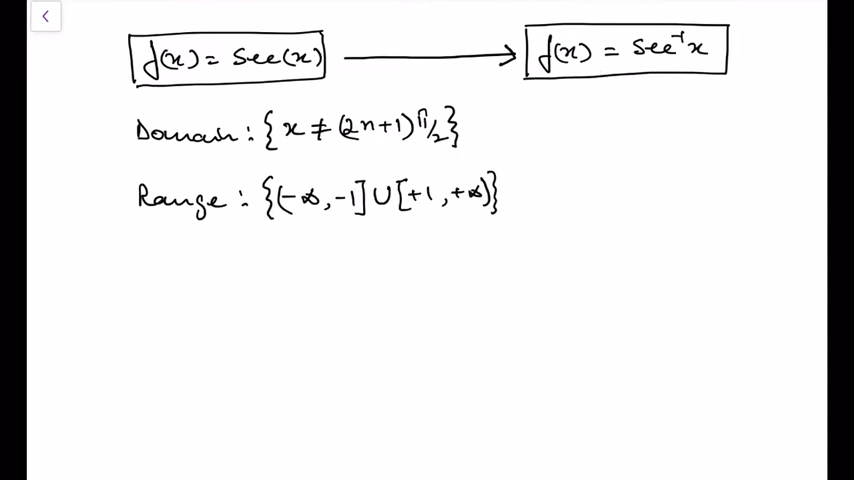 f(x) = Sec(x) ⟶ f(x) = Sec⁻¹x
Domain : {x ≠ (2n+1)π/2}
Range : {(-∞, -1] ∪ [+1, +∞)}